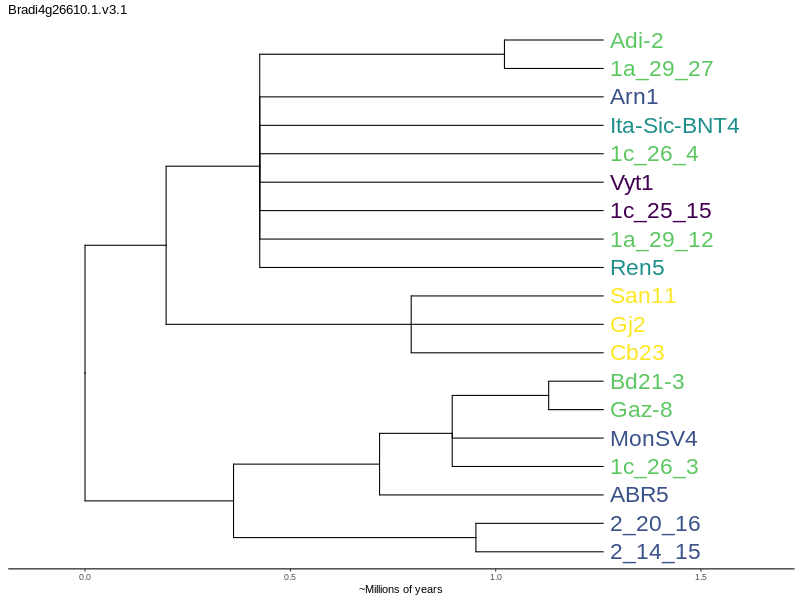 Bradi4g26610.1.v3.1
Adi-2
1a_29_27
Arn1
Ita-Sic-BNT4
1c_26_4
Vyt1
1c_25_15
1a_29_12
Ren5
San11
Gj2
Cb23
Bd21-3
Gaz-8
MonSV4
1c_26_3
ABR5
2_20_16
2_14_15
0.0 0.5 1.0 1.5
~Millions of years